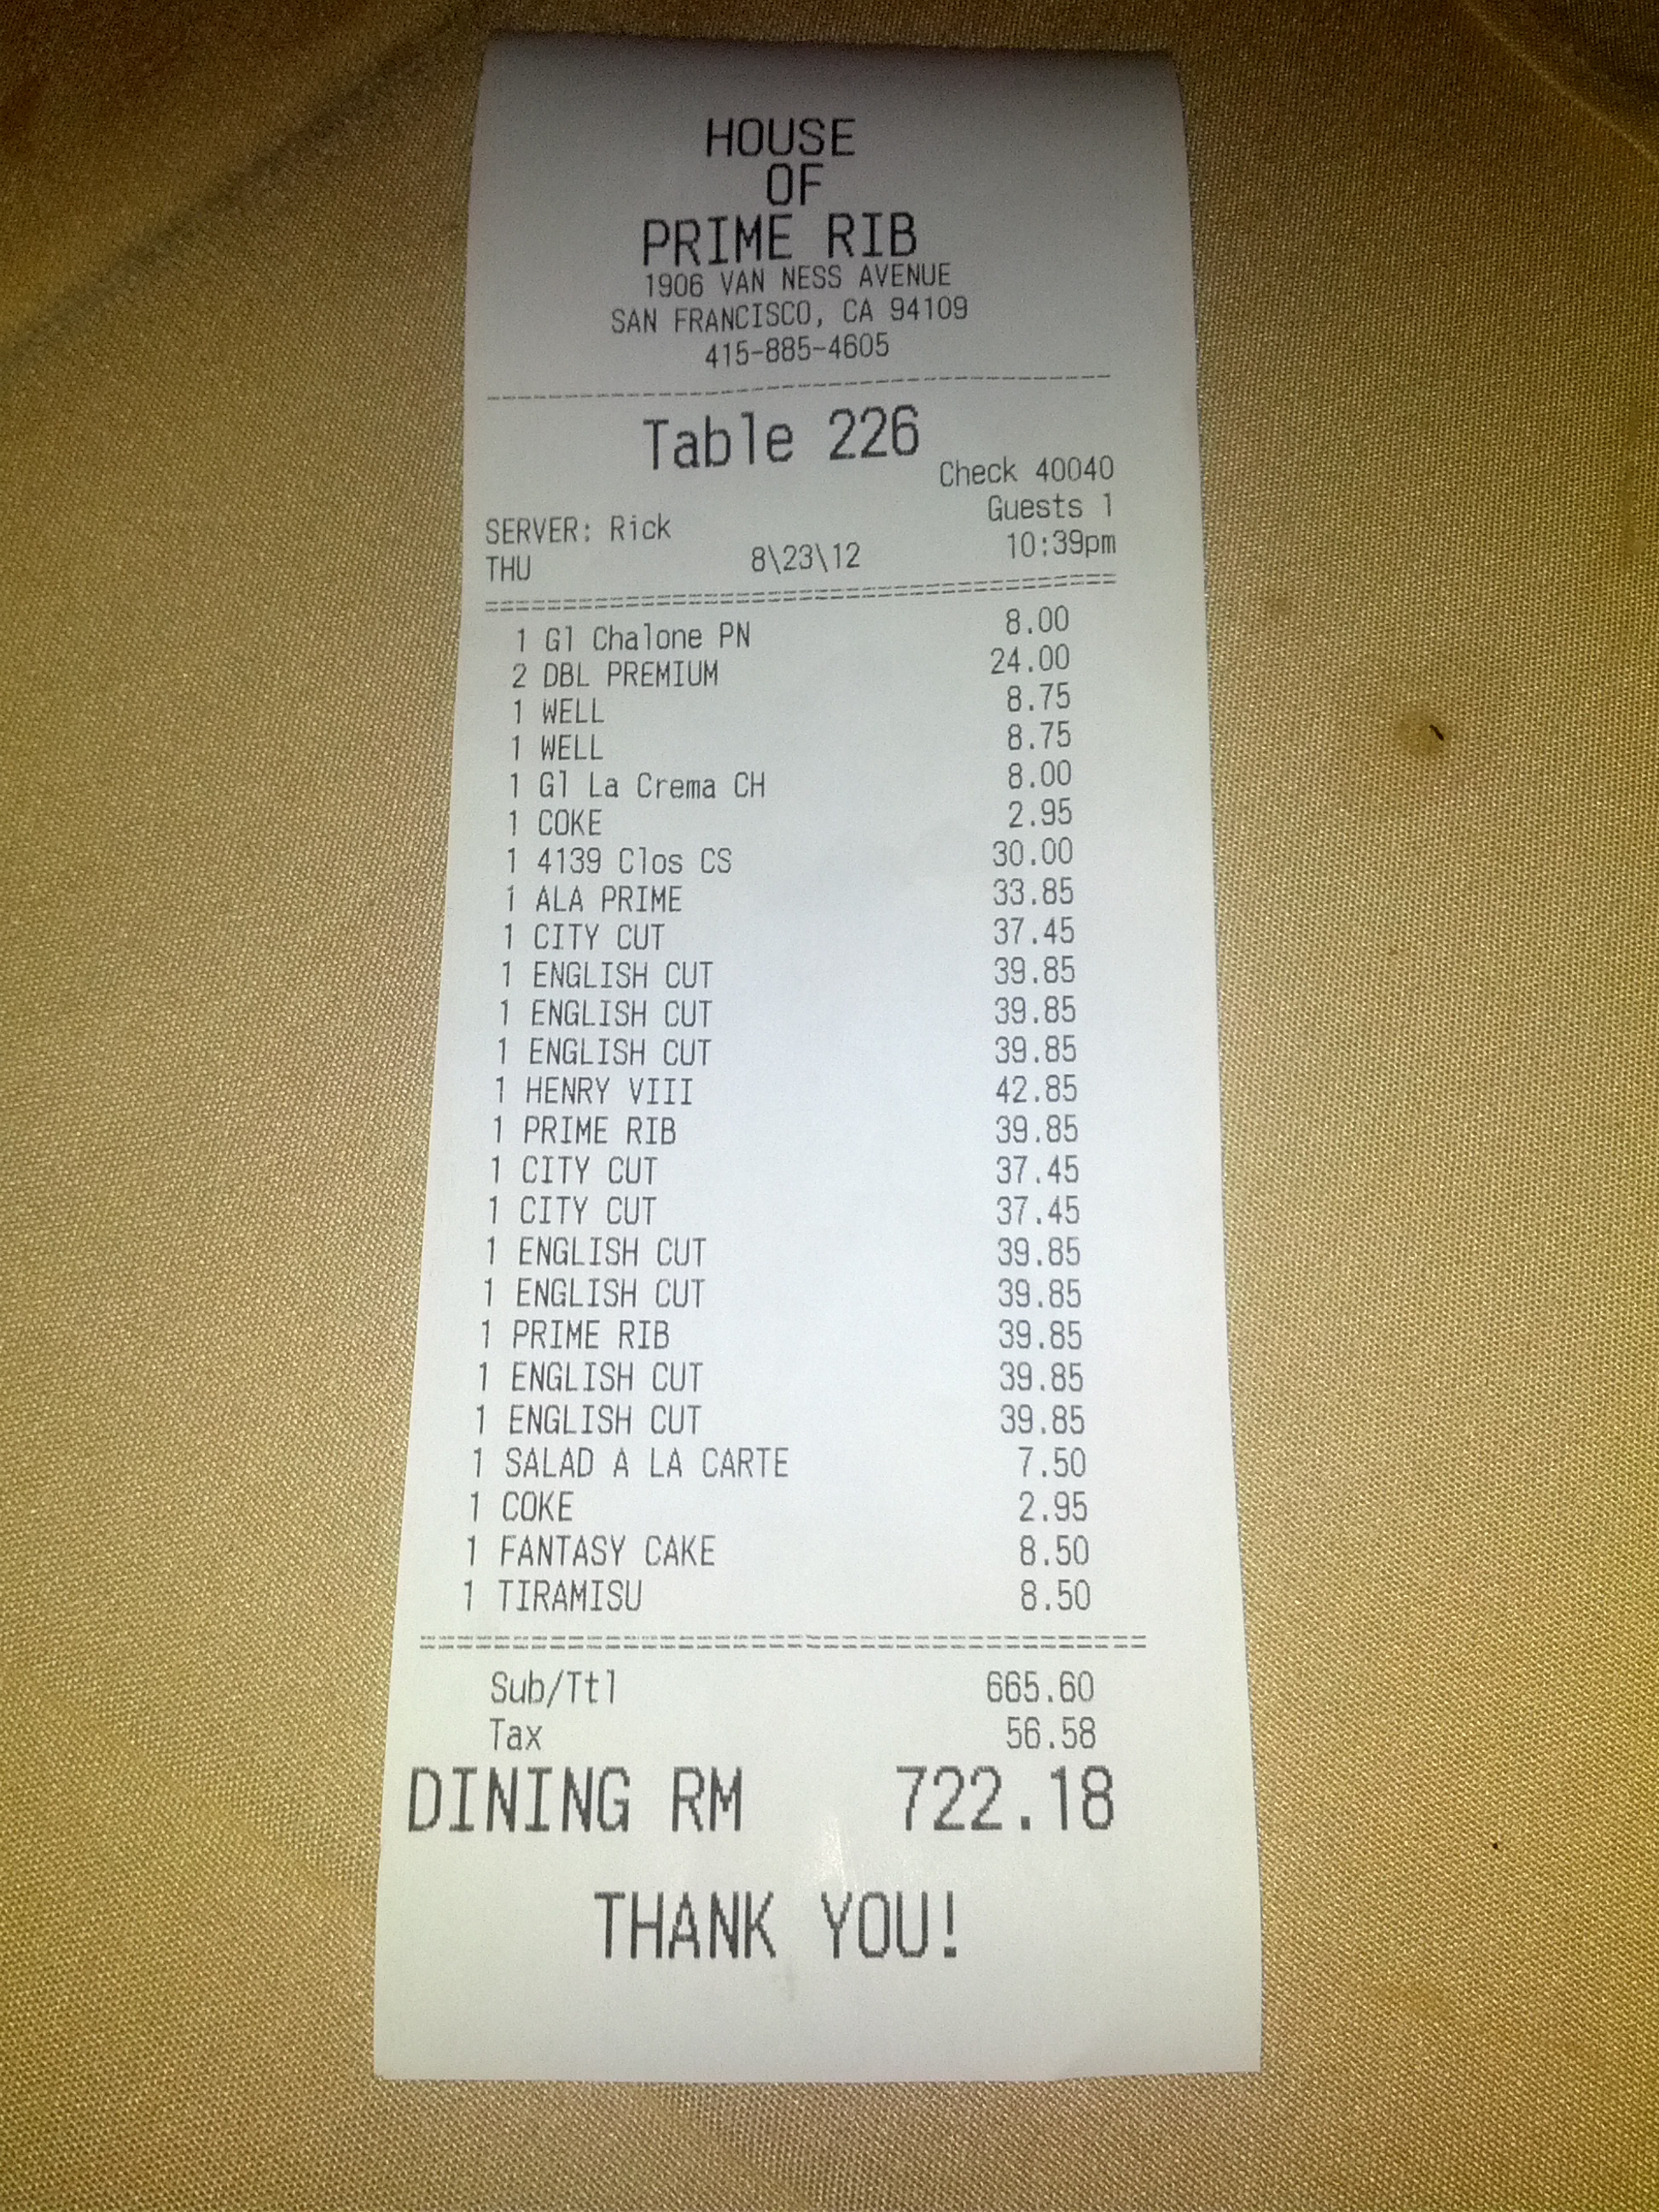 HOUSE
OF
PRIME RIB
1906 VAN NESS AVENUE
SAN FRANCISCO, CA 94109
415-885-4605
Table 226
Check 40040
Guests 1
SERVER: Rick
THU 8\23\12 10:39pm
1 Gl Chalone PN 8.00
2 DBL PREMIUM 24.00
1 WELL 8.75
1 WELL 8.75
1 Gl La Crema CH 8.00
1 COKE 2.95
1 4139 Clos CS 30.00
1 ALA PRIME 33.85
1 CITY CUT 37.45
1 ENGLISH CUT 39.85
1 ENGLISH CUT 39.85
1 ENGLISH CUT 39.85
1 HENRY VIII 42.85
1 PRIME RIB 39.85
1 CITY CUT 37.45
1 CITY CUT 37.45
1 ENGLISH CUT 39.85
1 ENGLISH CUT 39.85
1 PRIME RIB 39.85
1 ENGLISH CUT 39.85
1 ENGLISH CUT 39.85
1 SALAD A LA CARTE 7.50
1 COKE 2.95
1 FANTASY CAKE 8.50
1 TIRAMISU 8.50
Sub/Ttl 665.60
Tax 56.58
DINING RM 722.18
THANK YOU!